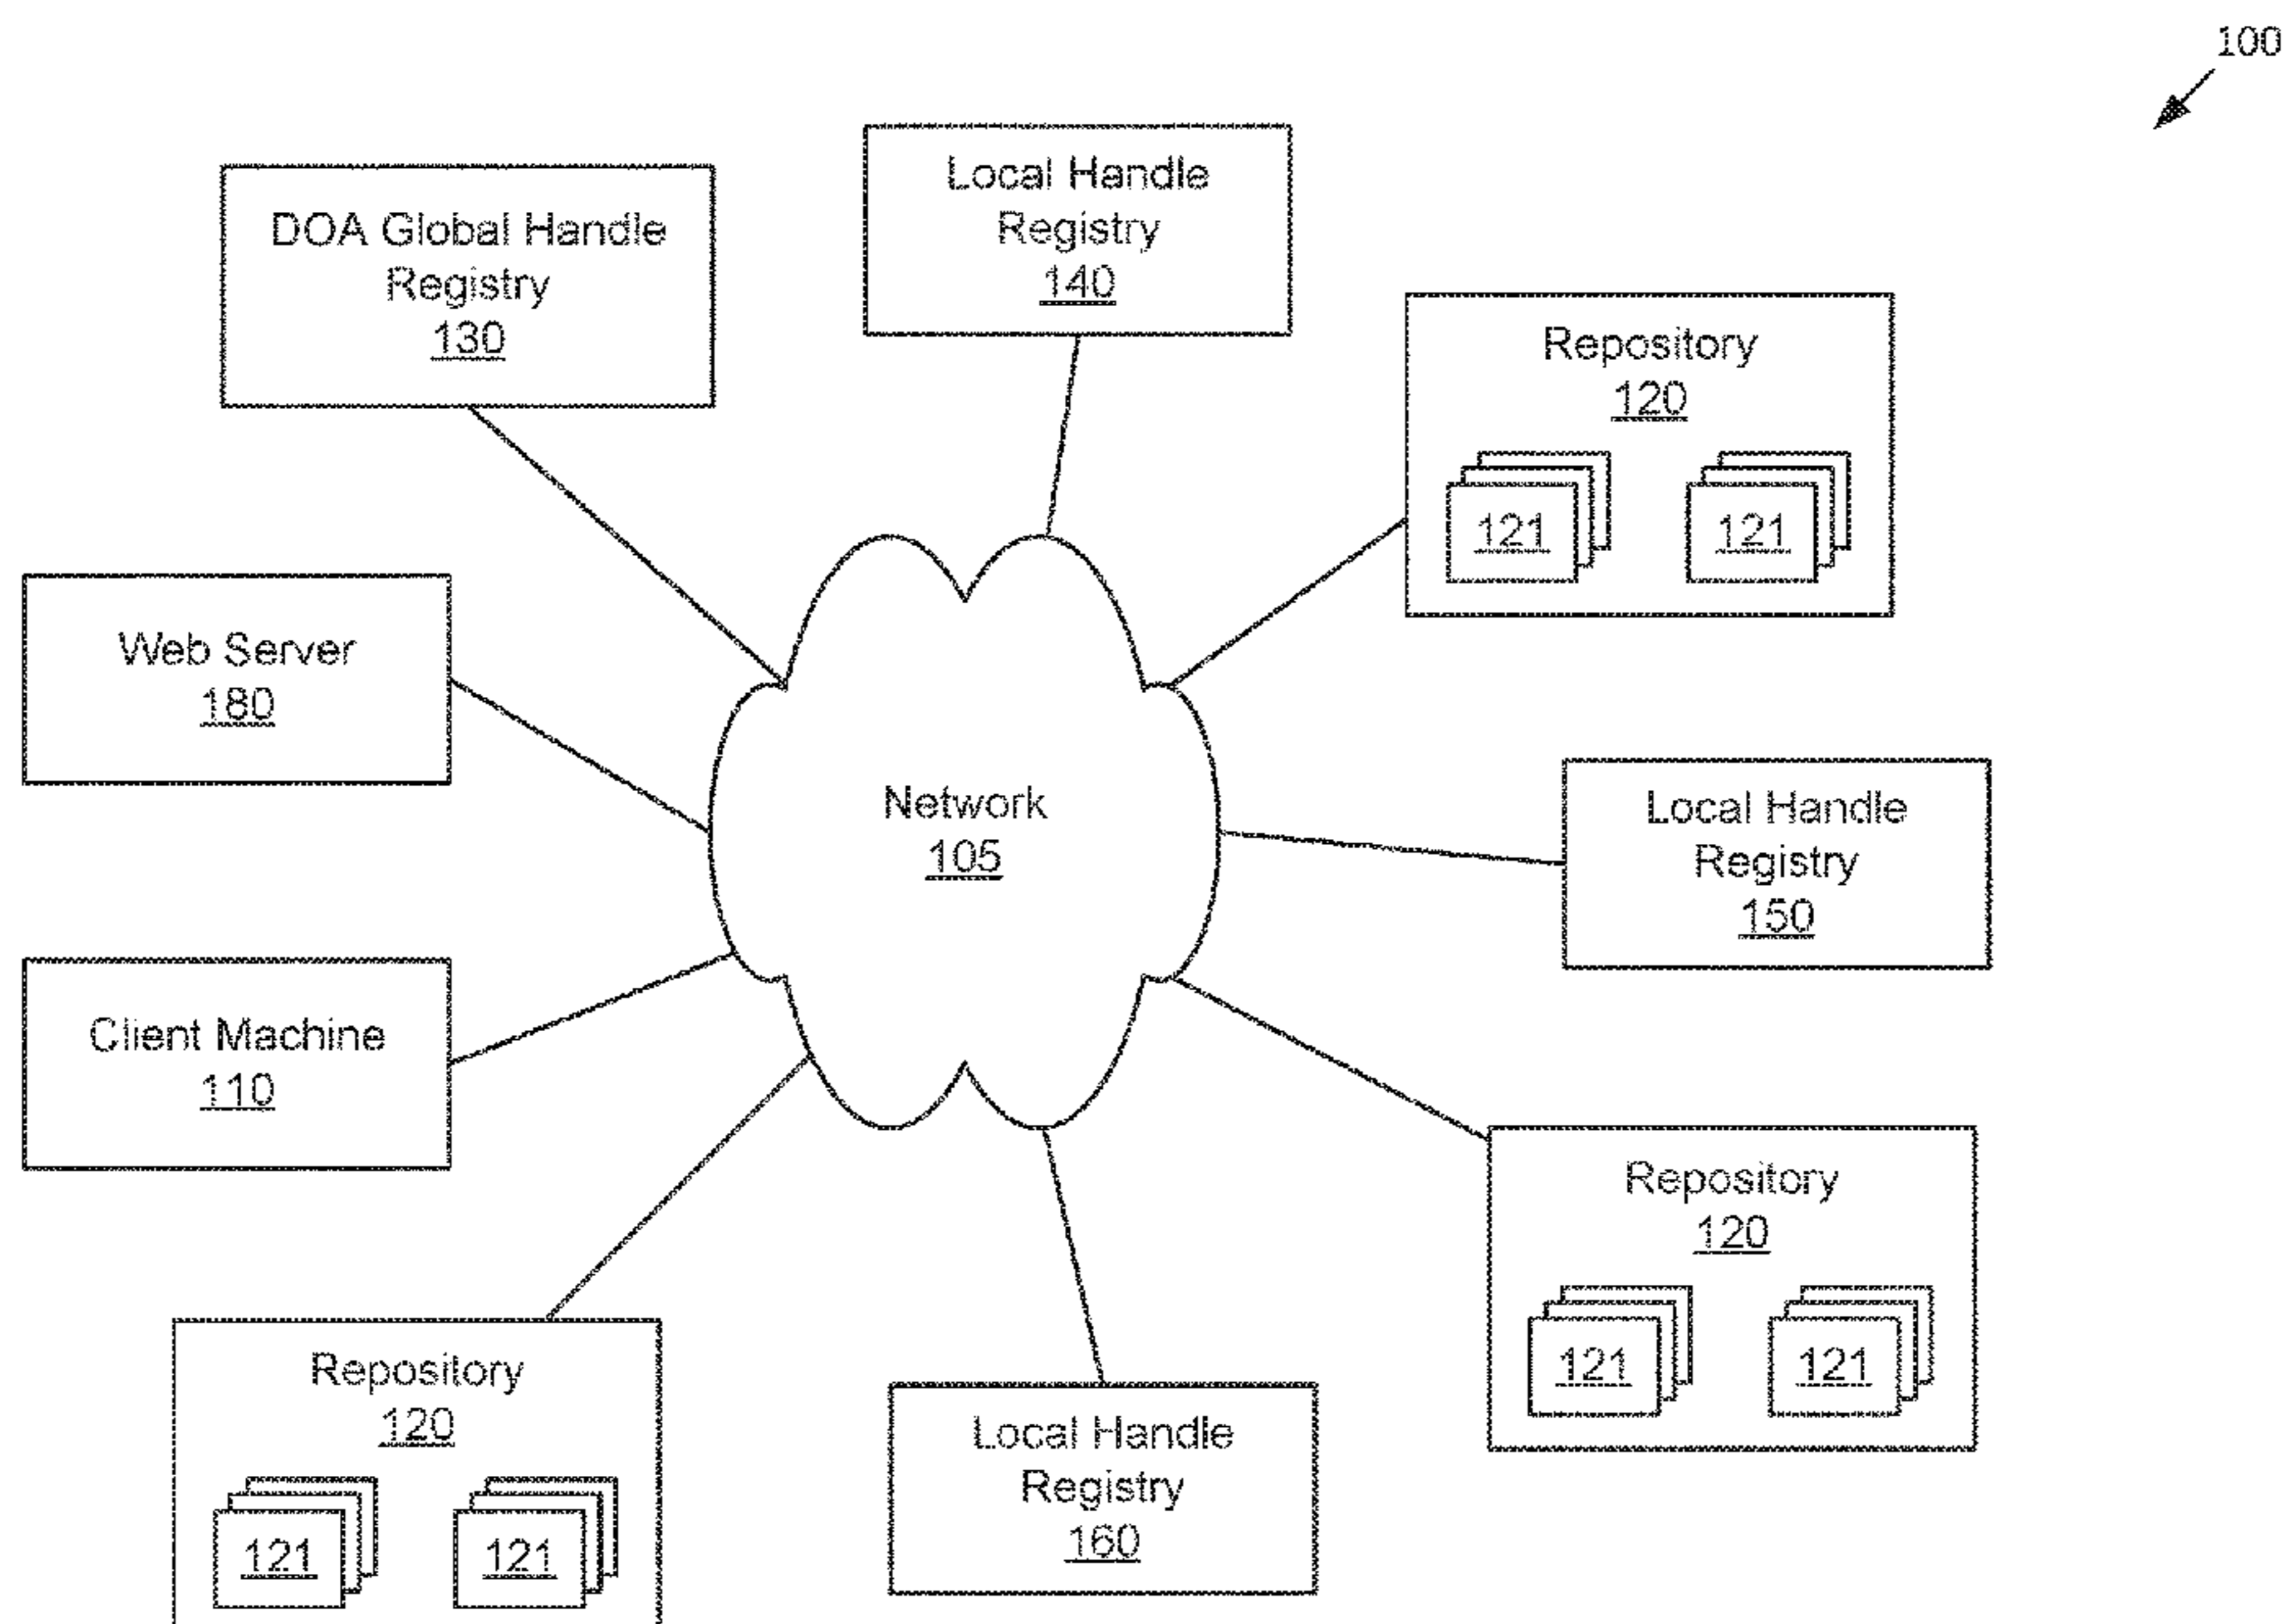 100
DOA Global Handle
Registry
130
Local Handle
Registry
140
Repository
120
121
121
Web Server
180
Network
105
Local Handle
Registry
150
Client Machine
110
Repository
120
121
121
Repository
120
121
121
Local Handle
Registry
160